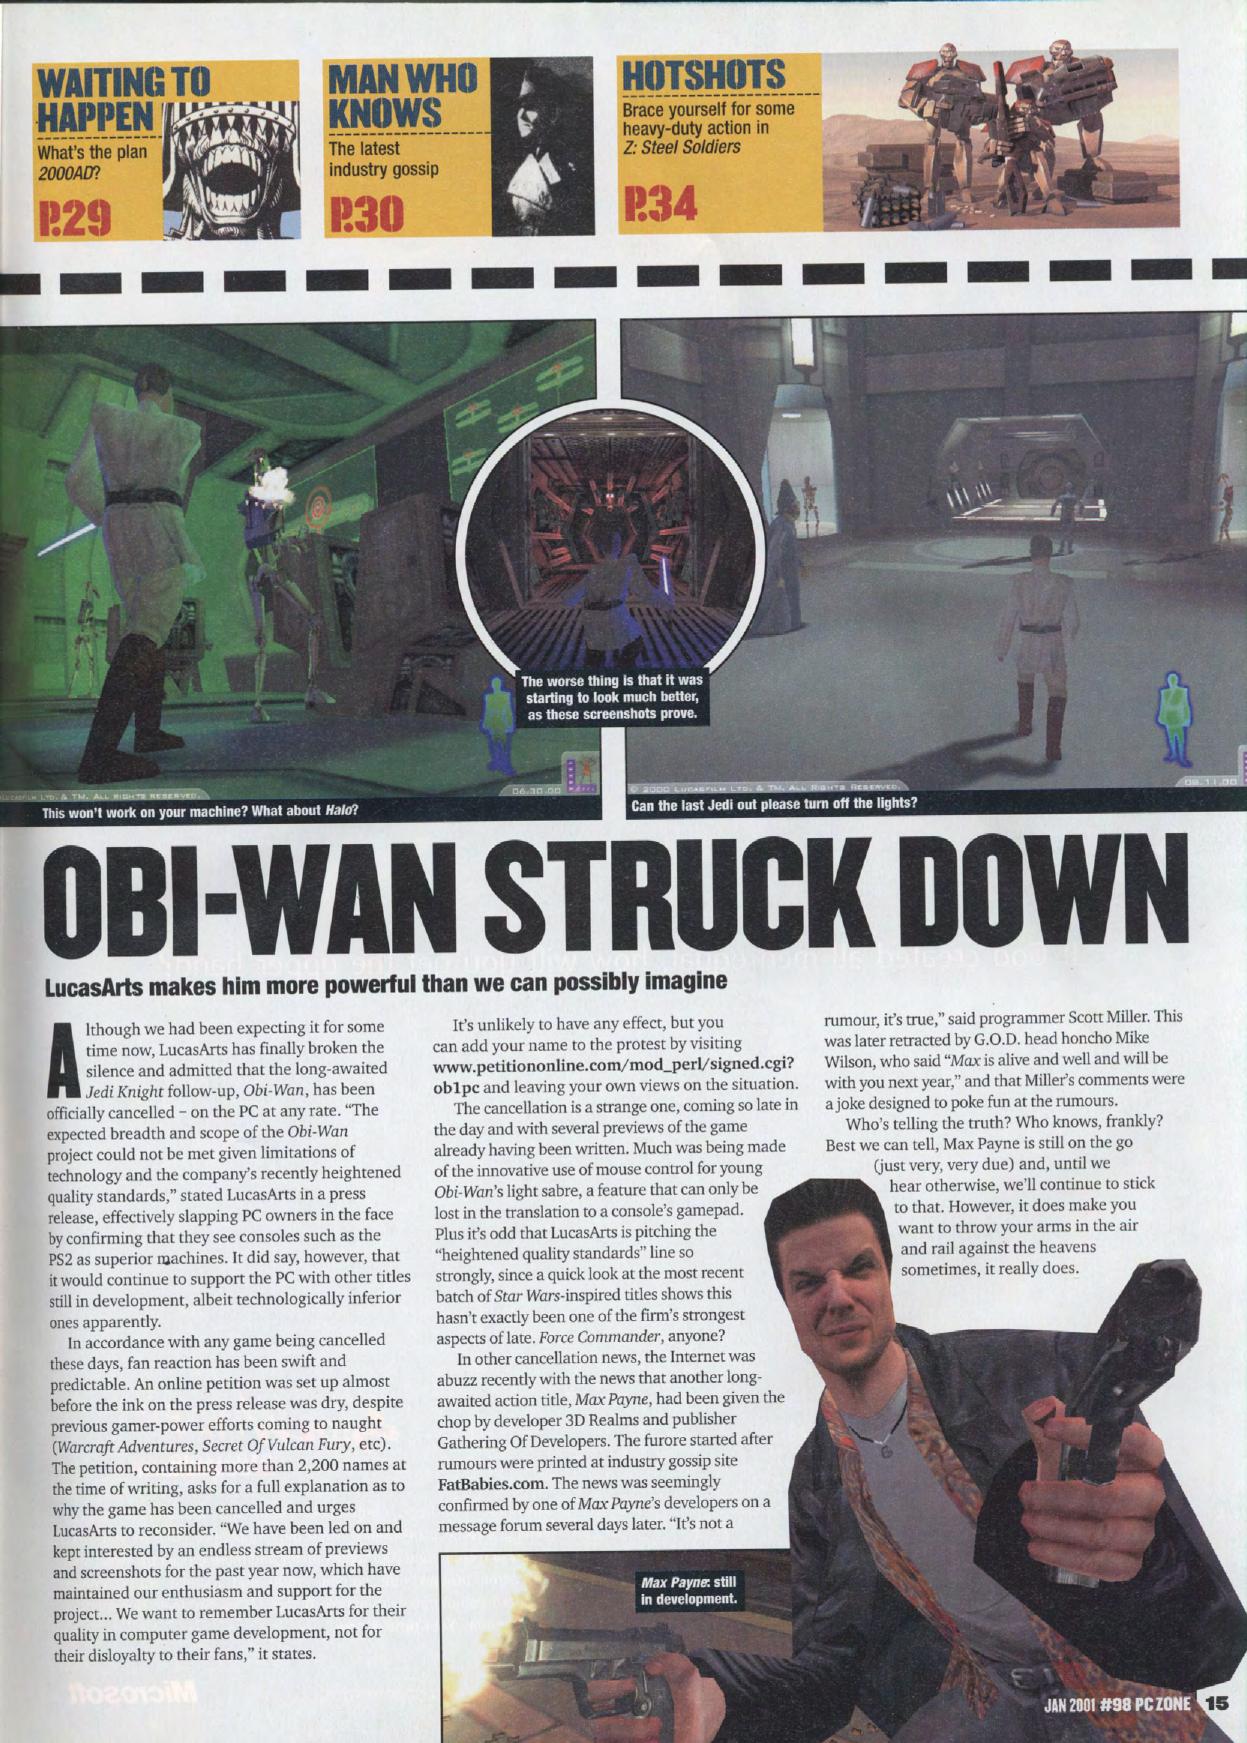 WAITING TO
HAPPEN
What's the plan
2000AD?
P.29
MAN WHO
KNOWS
The latest
industry gossip
P.30
HOTSHOTS
Brace yourself for some
heavy-duty action in
Z: Steel Soldiers
P.34
The worse thing is that it was
starting to look much better,
as these screenshots prove.
LUCASFILM LTD. & TM. ALL RIGHTS RESERVED.
06.30.00
© 2000 LUCASFILM LTD. & TM. ALL RIGHTS RESERVED.
08.11.00
This won't work on your machine? What about Halo?
Can the last Jedi out please turn off the lights?
OBI-WAN STRUCK DOWN
LucasArts makes him more powerful than we can possibly imagine
Although we had been expecting it for some
time now, LucasArts has finally broken the
silence and admitted that the long-awaited
Jedi Knight follow-up, Obi-Wan, has been
officially cancelled – on the PC at any rate. “The
expected breadth and scope of the Obi-Wan
project could not be met given limitations of
technology and the company's recently heightened
quality standards,” stated LucasArts in a press
release, effectively slapping PC owners in the face
by confirming that they see consoles such as the
PS2 as superior machines. It did say, however, that
it would continue to support the PC with other titles
still in development, albeit technologically inferior
ones apparently.
In accordance with any game being cancelled
these days, fan reaction has been swift and
predictable. An online petition was set up almost
before the ink on the press release was dry, despite
previous gamer-power efforts coming to naught
(Warcraft Adventures, Secret Of Vulcan Fury, etc).
The petition, containing more than 2,200 names at
the time of writing, asks for a full explanation as to
why the game has been cancelled and urges
LucasArts to reconsider. “We have been led on and
kept interested by an endless stream of previews
and screenshots for the past year now, which have
maintained our enthusiasm and support for the
project... We want to remember LucasArts for their
quality in computer game development, not for
their disloyalty to their fans,” it states.
It's unlikely to have any effect, but you
can add your name to the protest by visiting
www.petitiononline.com/mod_perl/signed.cgi?
ob1pc and leaving your own views on the situation.
The cancellation is a strange one, coming so late in
the day and with several previews of the game
already having been written. Much was being made
of the innovative use of mouse control for young
Obi-Wan's light sabre, a feature that can only be
lost in the translation to a console's gamepad.
Plus it's odd that LucasArts is pitching the
“heightened quality standards” line so
strongly, since a quick look at the most recent
batch of Star Wars-inspired titles shows this
hasn't exactly been one of the firm's strongest
aspects of late. Force Commander, anyone?
In other cancellation news, the Internet was
abuzz recently with the news that another long-
awaited action title, Max Payne, had been given the
chop by developer 3D Realms and publisher
Gathering Of Developers. The furore started after
rumours were printed at industry gossip site
FatBabies.com. The news was seemingly
confirmed by one of Max Payne's developers on a
message forum several days later. “It's not a
rumour, it's true,” said programmer Scott Miller. This
was later retracted by G.O.D. head honcho Mike
Wilson, who said “Max is alive and well and will be
with you next year,” and that Miller's comments were
a joke designed to poke fun at the rumours.
Who's telling the truth? Who knows, frankly?
Best we can tell, Max Payne is still on the go
(just very, very due) and, until we
hear otherwise, we'll continue to stick
to that. However, it does make you
want to throw your arms in the air
and rail against the heavens
sometimes, it really does.
Max Payne: still
in development.
JAN 2001 #98 PC ZONE 15